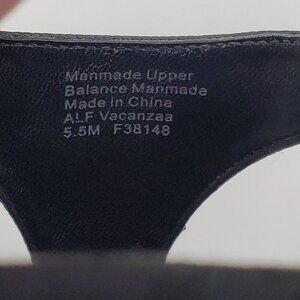 Manmade Upper
Balance Manmade
Made in China
ALF Vacanzaa
5.5M F38148